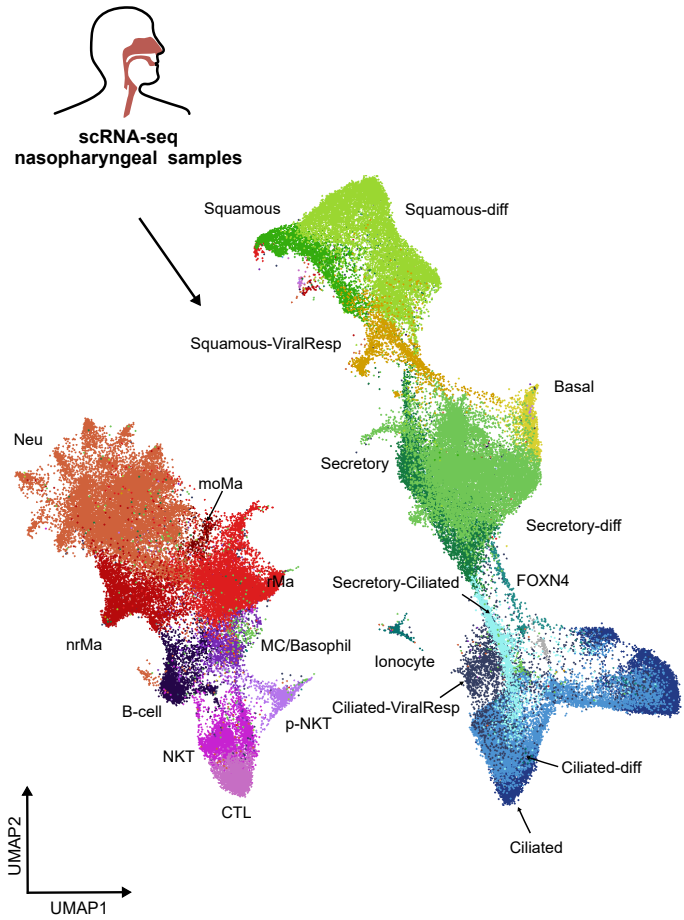 scRNA-seq
nasopharyngeal samples
Squamous
Squamous-diff
Squamous-ViralResp
Basal
Neu
moMa
Secretory
Secretory-diff
rMa
Secretory-Ciliated
FOXN4
nrMa
MC/Basophil
Ionocyte
B-cell
p-NKT
Ciliated-ViralResp
NKT
Ciliated-diff
CTL
Ciliated
UMAP2
UMAP1